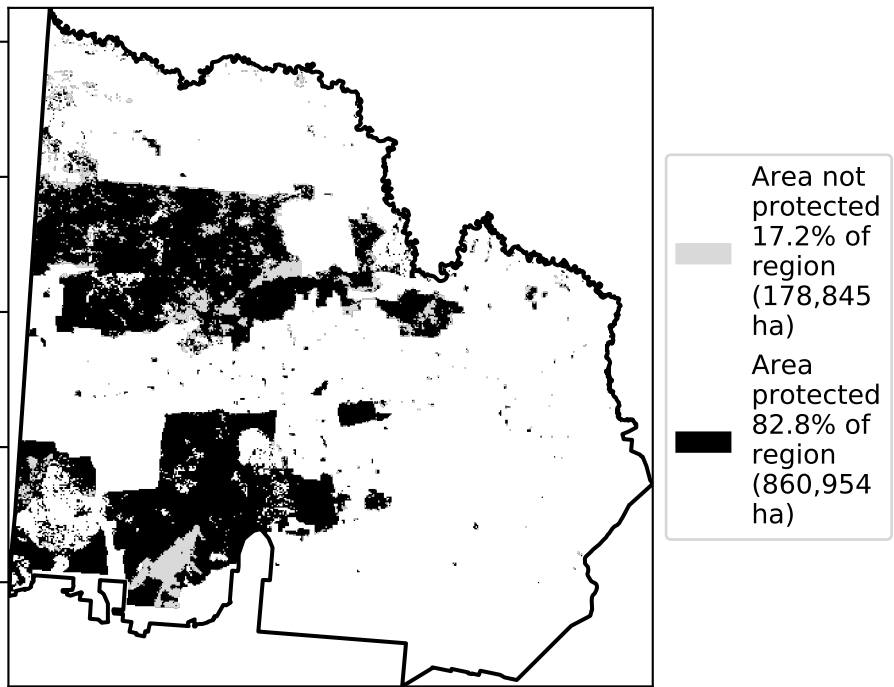 Area not
protected
17.2% of
region
(178,845
ha)
Area
protected
82.8% of
region
(860,954
ha)